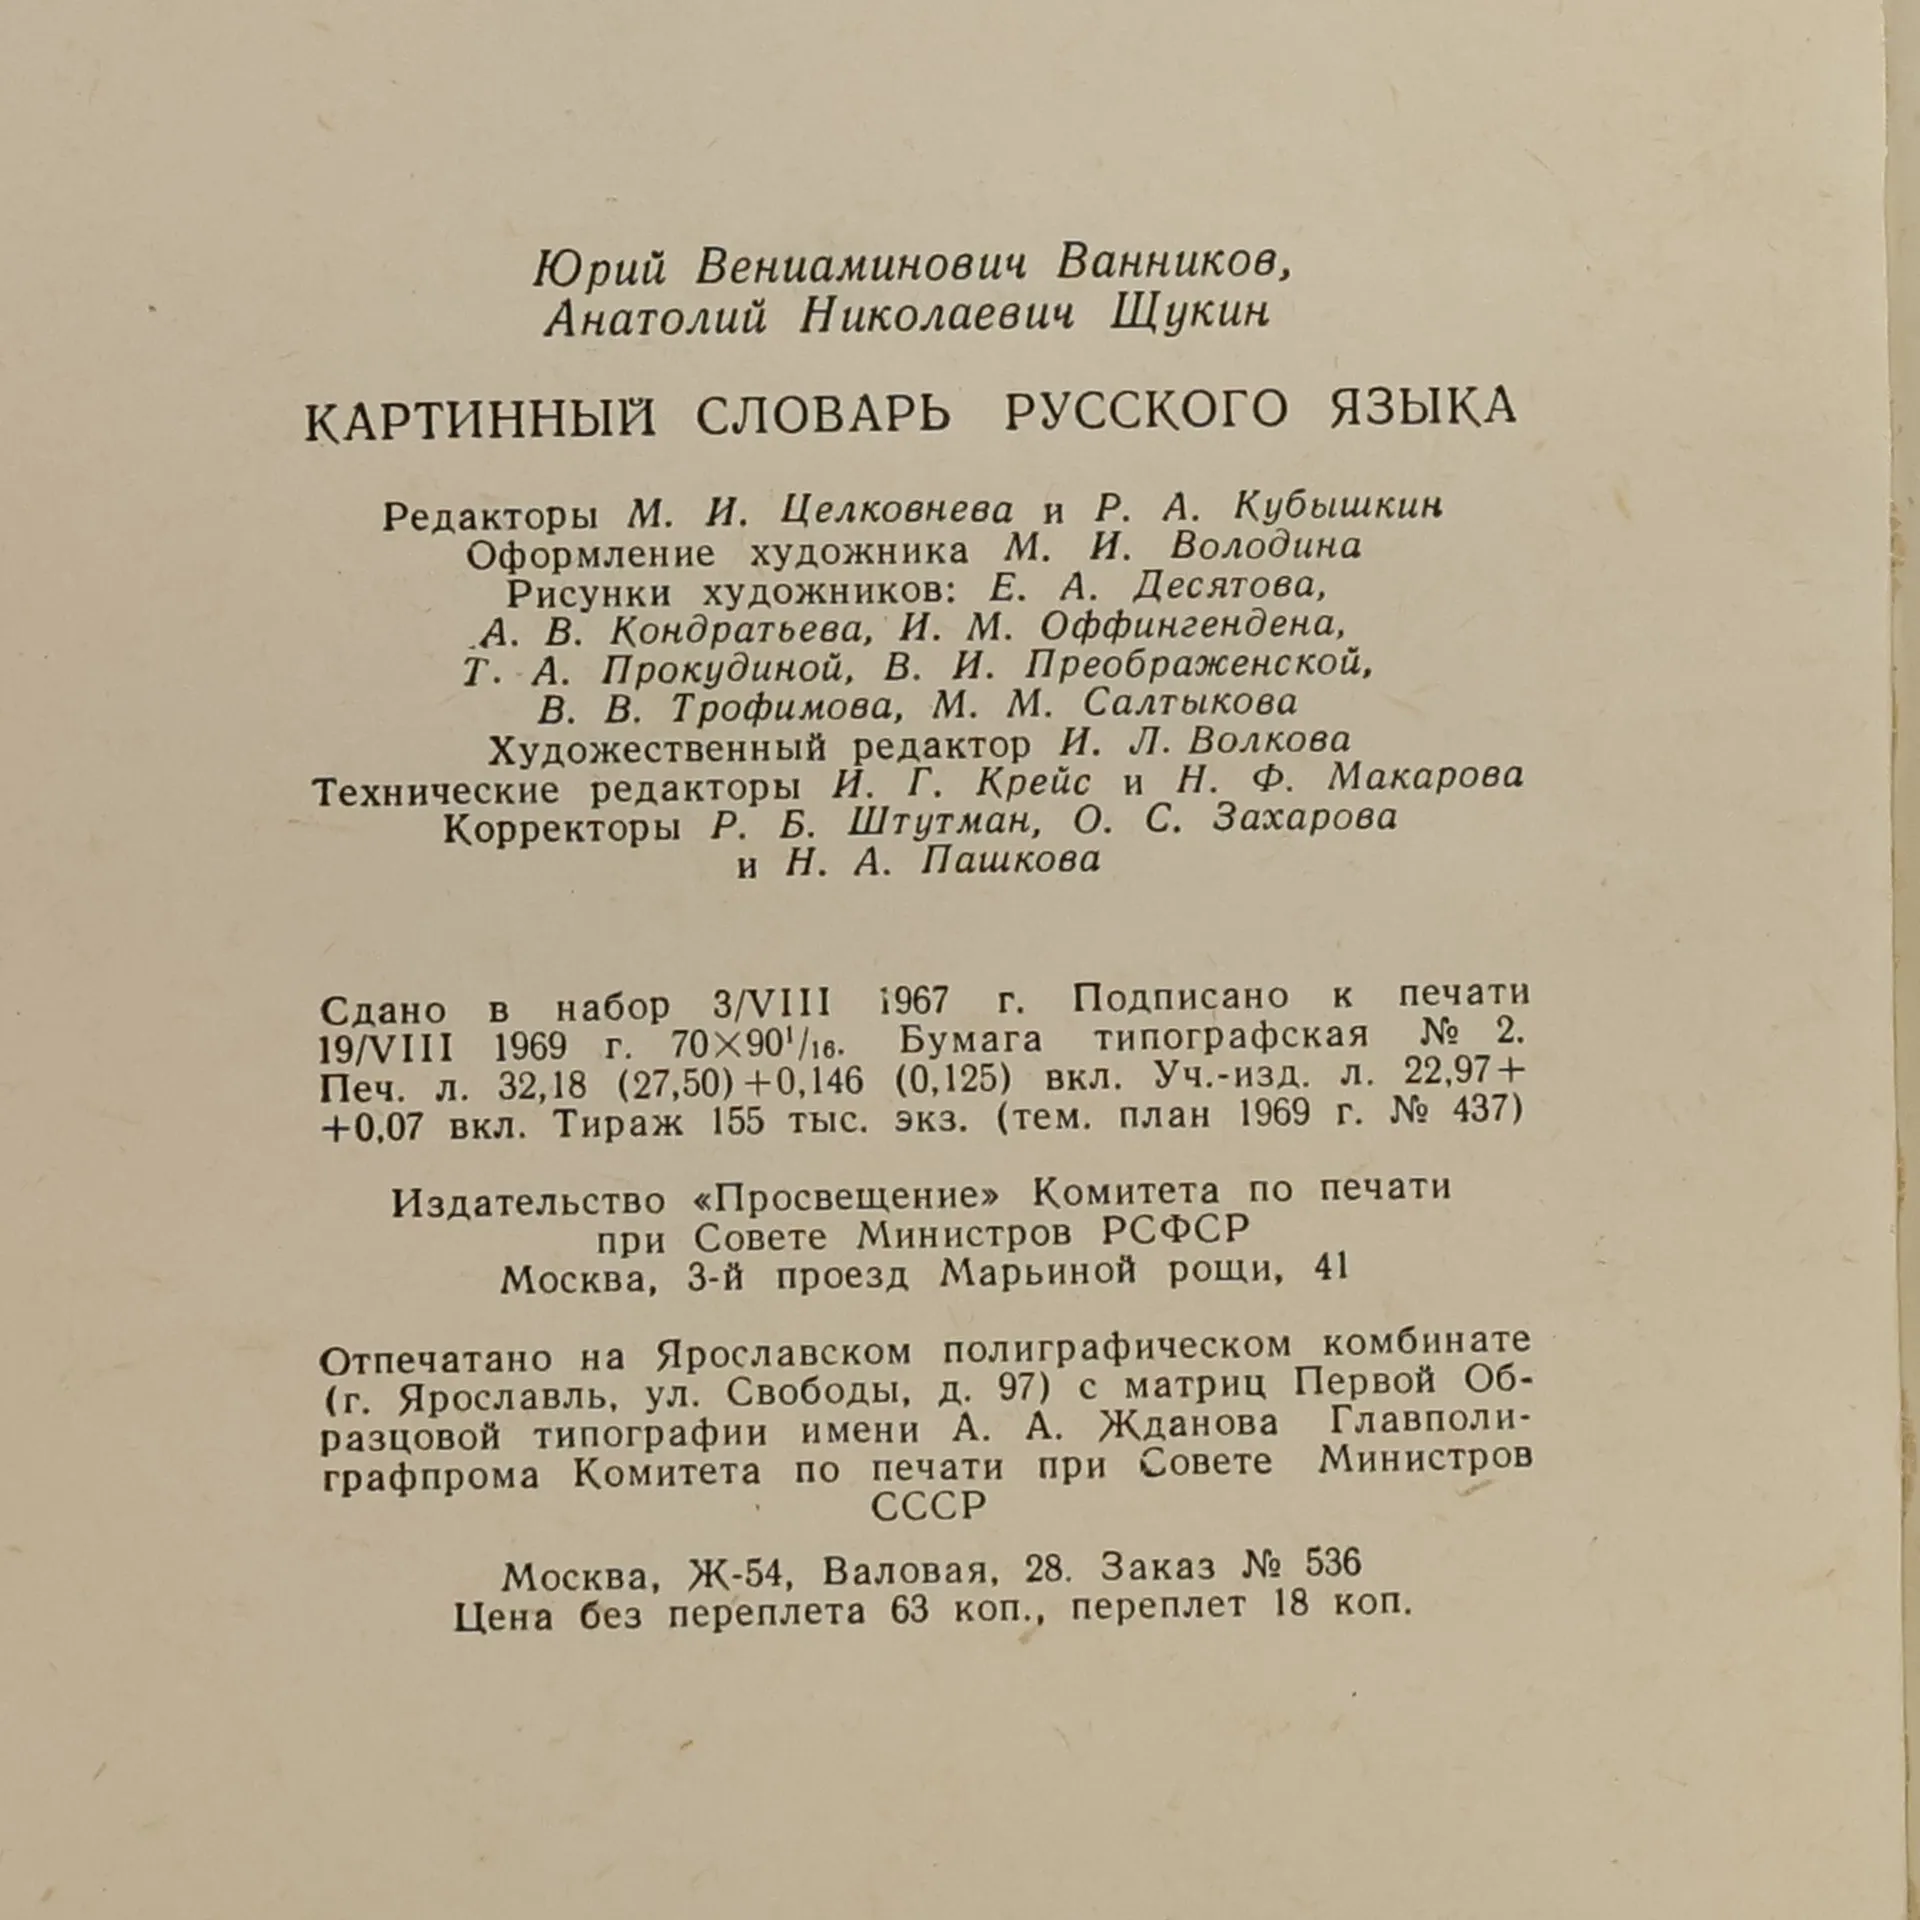 Юрий Вениаминович Ванников,
Анатолий Николаевич Щукин
КАРТИННЫЙ СЛОВАРЬ РУССКОГО ЯЗЫКА
Редакторы М. И. Целковнева и Р. А. Кубышкин
Оформление художника М. И. Володина
Рисунки художников: Е. А. Десятова,
А. В. Кондратьева, И. М. Оффингендена,
Т. А. Прокудиной, В. И. Преображенской,
В. В. Трофимова, М. М. Салтыкова
Художественный редактор И. Л. Волкова
Технические редакторы И. Г. Крейс и Н. Ф. Макарова
Корректоры Р. Б. Штутман, О. С. Захарова
и Н. А. Пашкова
Сдано в набор 3/VIII 1967 г. Подписано к печати
19/VIII 1969 г. 70×90¹/₁₆. Бумага типографская № 2.
Печ. л. 32,18 (27,50)+0,146 (0,125) вкл. Уч.-изд. л. 22,97+
+0,07 вкл. Тираж 155 тыс. экз. (тем. план 1969 г. № 437)
Издательство «Просвещение» Комитета по печати
при Совете Министров РСФСР
Москва, 3-й проезд Марьиной рощи, 41
Отпечатано на Ярославском полиграфическом комбинате
(г. Ярославль, ул. Свободы, д. 97) с матриц Первой Об-
разцовой типографии имени А. А. Жданова Главполи-
графпрома Комитета по печати при Совете Министров
СССР
Москва, Ж-54, Валовая, 28. Заказ № 536
Цена без переплета 63 коп., переплет 18 коп.